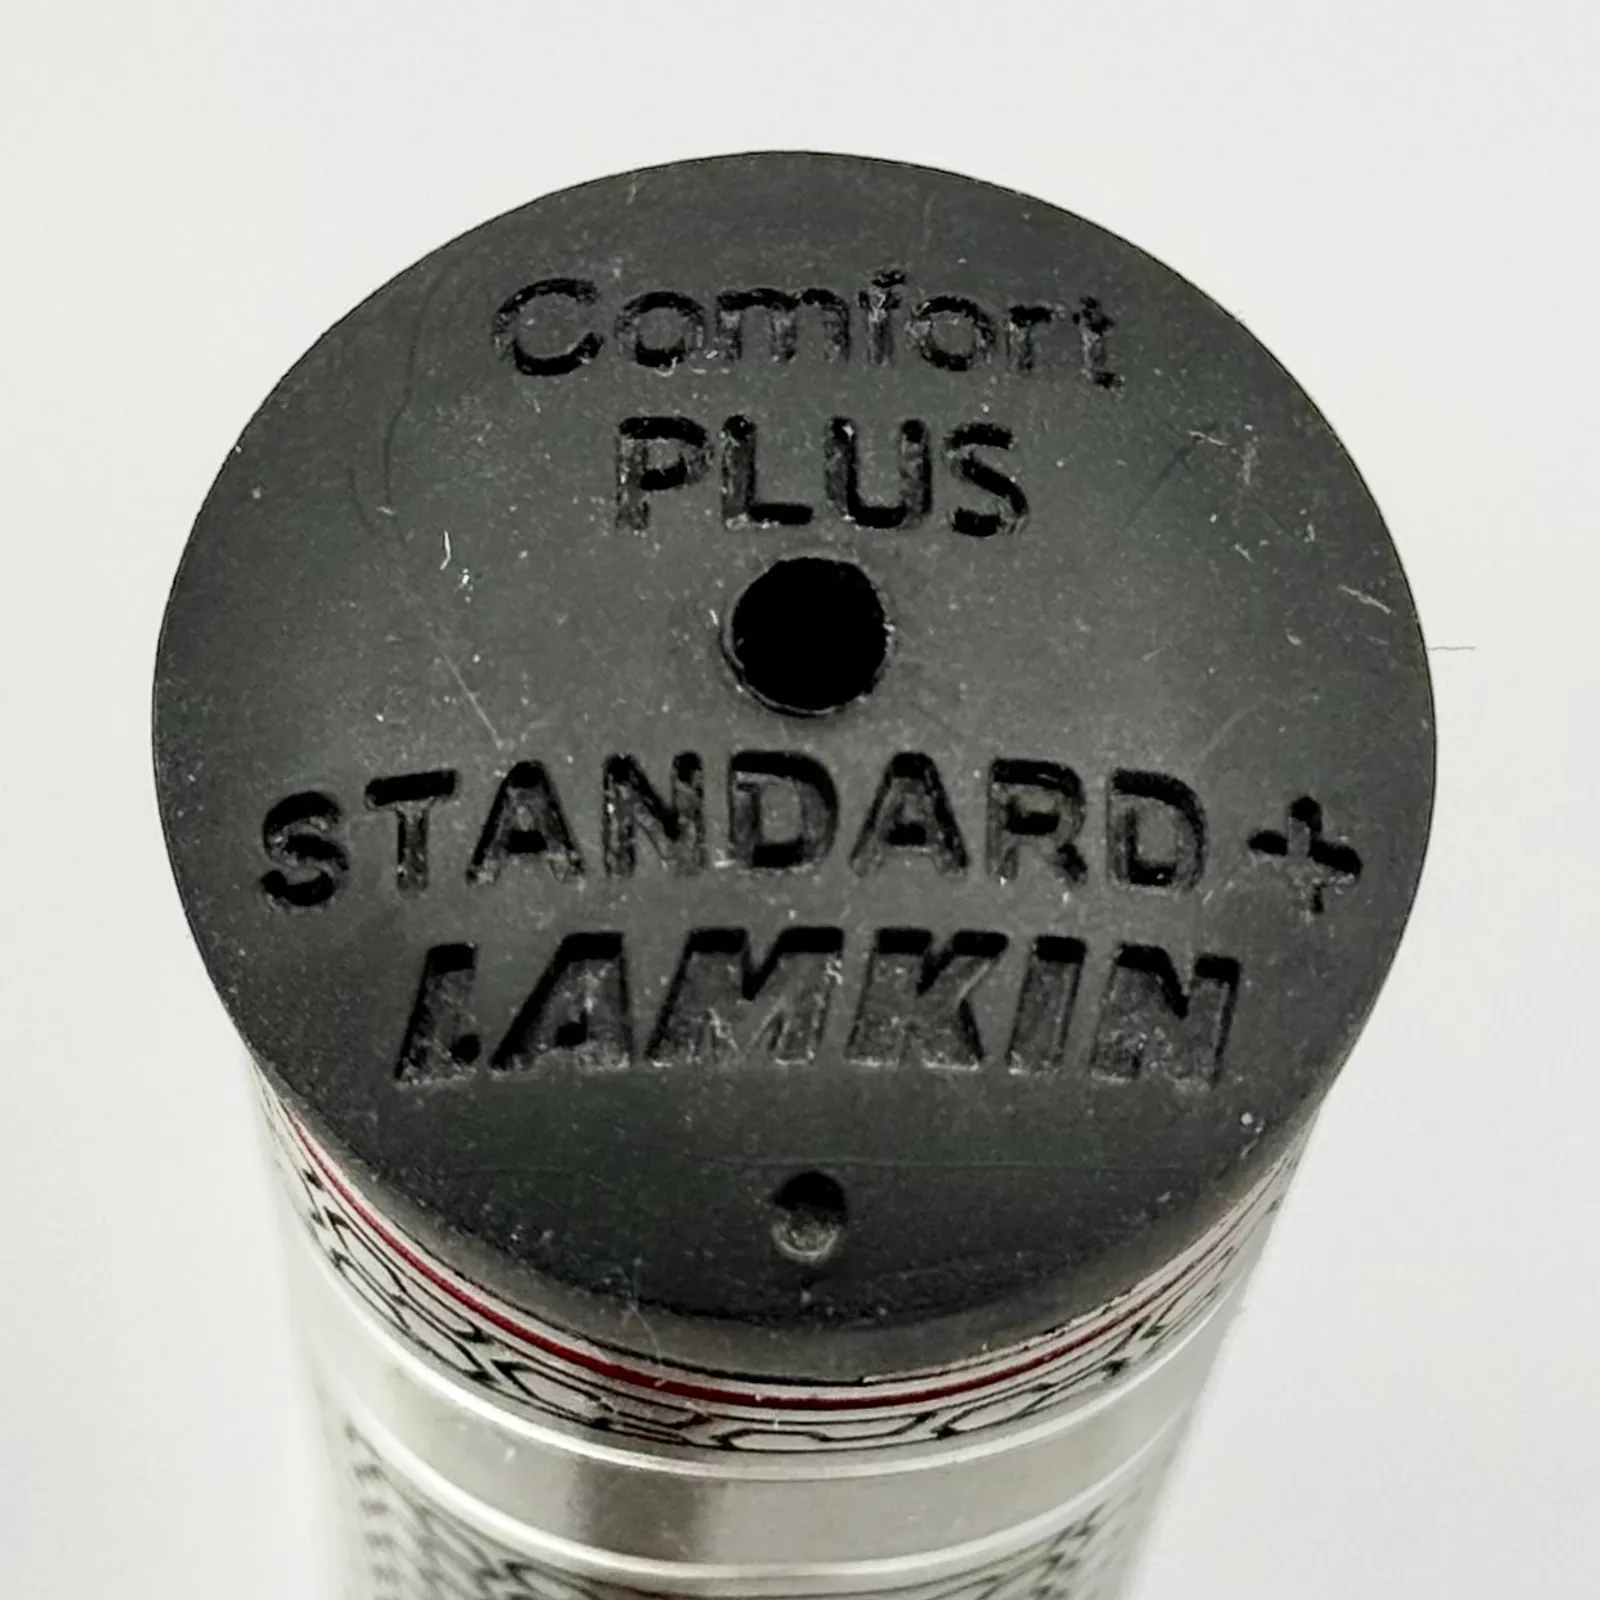 Comfort
PLUS
STANDARD+
LAMKIN